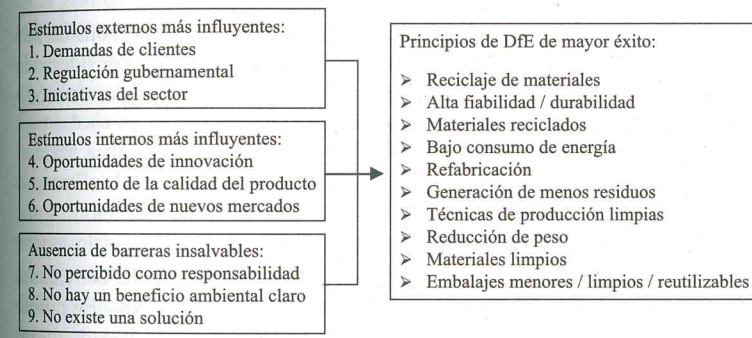 Estímulos externos más influyentes:
1. Demandas de clientes
2. Regulación gubernamental
3. Iniciativas del sector
Estímulos internos más influyentes:
4. Oportunidades de innovación
5. Incremento de la calidad del producto
6. Oportunidades de nuevos mercados
Ausencia de barreras insalvables:
7. No percibido como responsabilidad
8. No hay un beneficio ambiental claro
9. No existe una solución
Principios de DfE de mayor éxito:
➤ Reciclaje de materiales
➤ Alta fiabilidad / durabilidad
➤ Materiales reciclados
➤ Bajo consumo de energía
➤ Refabricación
➤ Generación de menos residuos
➤ Técnicas de producción limpias
➤ Reducción de peso
➤ Materiales limpios
➤ Embalajes menores / limpios / reutilizables